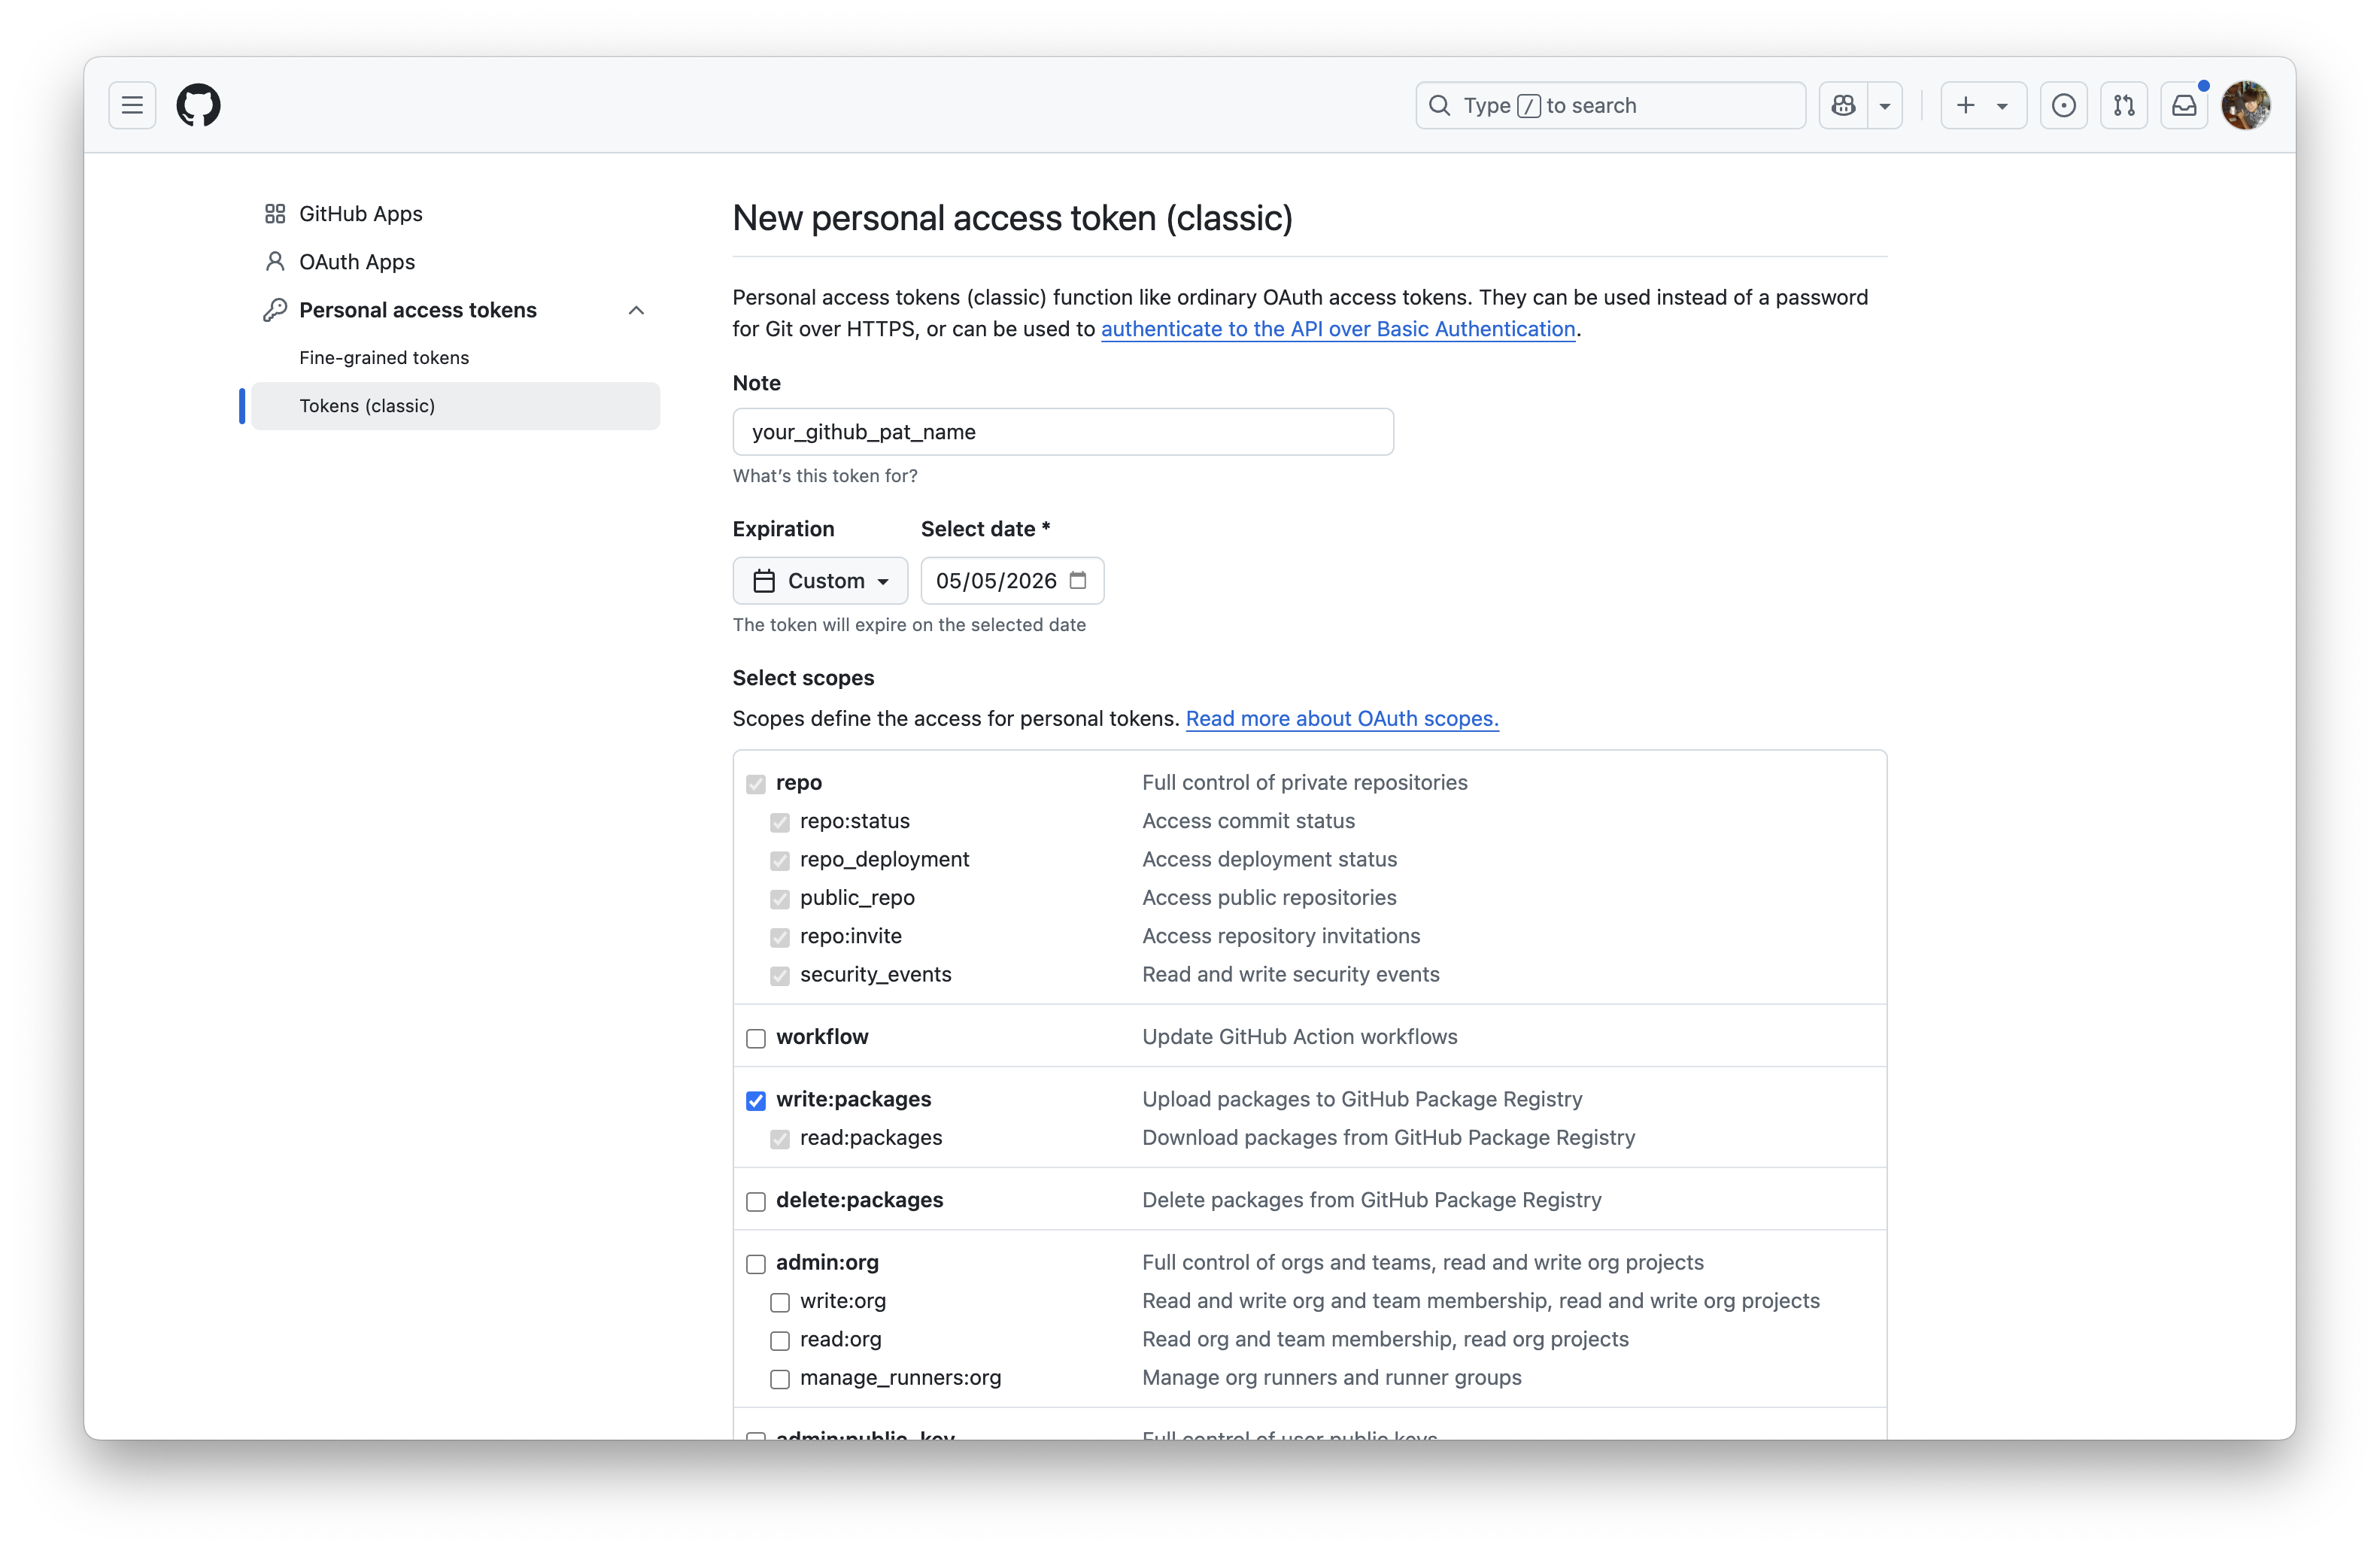 Type / to search
GitHub Apps
OAuth Apps
Personal access tokens
Fine-grained tokens
Tokens (classic)
New personal access token (classic)
Personal access tokens (classic) function like ordinary OAuth access tokens. They can be used instead of a password
for Git over HTTPS, or can be used to authenticate to the API over Basic Authentication.
Note
your_github_pat_name
What's this token for?
Expiration Select date *
Custom 05/05/2026
The token will expire on the selected date
Select scopes
Scopes define the access for personal tokens. Read more about OAuth scopes.
repo Full control of private repositories
repo:status Access commit status
repo_deployment Access deployment status
public_repo Access public repositories
repo:invite Access repository invitations
security_events Read and write security events
workflow Update GitHub Action workflows
write:packages Upload packages to GitHub Package Registry
read:packages Download packages from GitHub Package Registry
delete:packages Delete packages from GitHub Package Registry
admin:org Full control of orgs and teams, read and write org projects
write:org Read and write org and team membership, read and write org projects
read:org Read org and team membership, read org projects
manage_runners:org Manage org runners and runner groups
admin:public_key Full control of user public keys